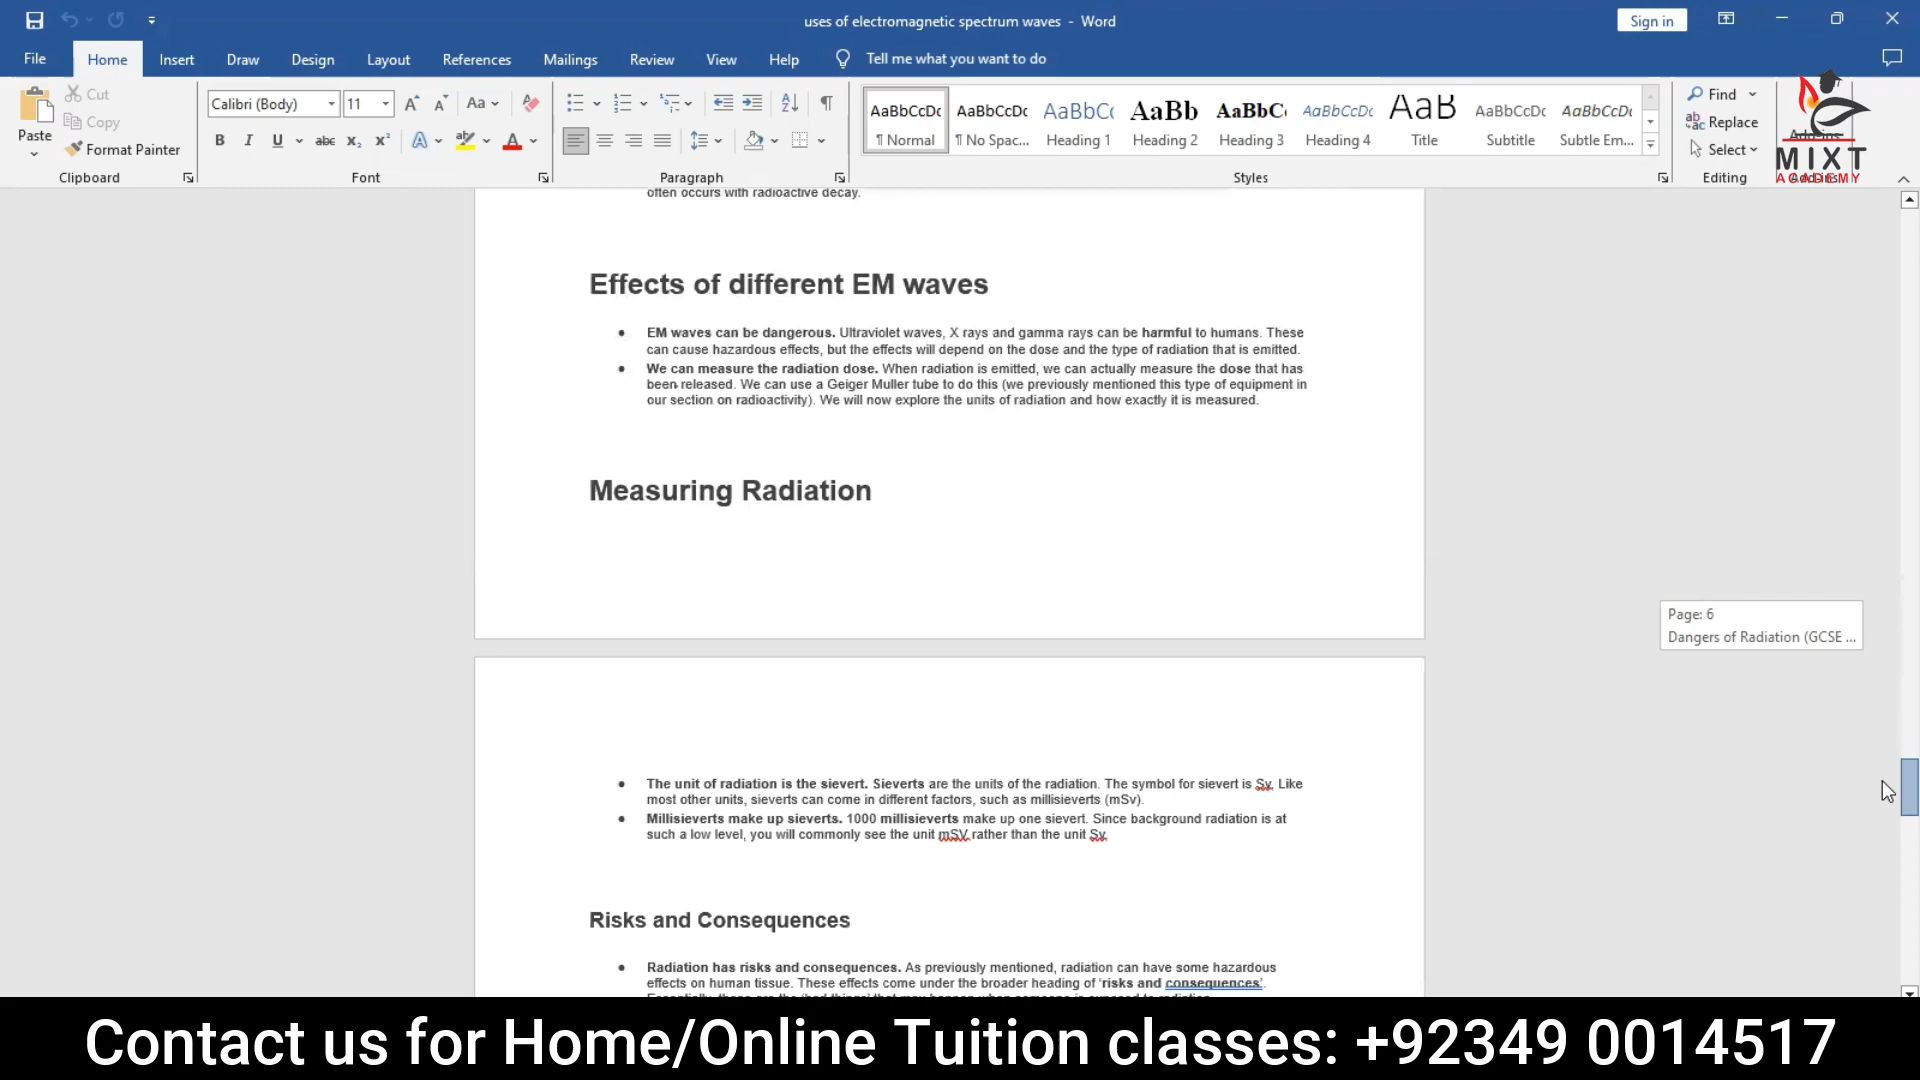 uses of electromagnetic spectrum waves - Word
Sign in
File Home Insert Draw Design Layout References Mailings Review View Help Tell me what you want to do
Paste
Cut
Copy
Format Painter
Clipboard
Calibri (Body) 11
Font
Paragraph
AaBbCcDc AaBbCcDc AaBbCc AaBb AaBbC AaBbCcDc AaB AaBbCcDc AaBbCcDc
¶ Normal ¶ No Spac... Heading 1 Heading 2 Heading 3 Heading 4 Title Subtitle Subtle Em...
Styles
Find
Replace
Select
Editing
Add-ins
MIXT
ACADEMY
often occurs with radioactive decay.
Effects of different EM waves
• EM waves can be dangerous. Ultraviolet waves, X rays and gamma rays can be harmful to humans. These
can cause hazardous effects, but the effects will depend on the dose and the type of radiation that is emitted.
• We can measure the radiation dose. When radiation is emitted, we can actually measure the dose that has
been released. We can use a Geiger Muller tube to do this (we previously mentioned this type of equipment in
our section on radioactivity). We will now explore the units of radiation and how exactly it is measured.
Measuring Radiation
Page: 6
Dangers of Radiation (GCSE ...
• The unit of radiation is the sievert. Sieverts are the units of the radiation. The symbol for sievert is Sv. Like
most other units, sieverts can come in different factors, such as millisieverts (mSv).
• Millisieverts make up sieverts. 1000 millisieverts make up one sievert. Since background radiation is at
such a low level, you will commonly see the unit mSV rather than the unit Sv.
Risks and Consequences
• Radiation has risks and consequences. As previously mentioned, radiation can have some hazardous
effects on human tissue. These effects come under the broader heading of ‘risks and consequences’.
Contact us for Home/Online Tuition classes: +92349 0014517